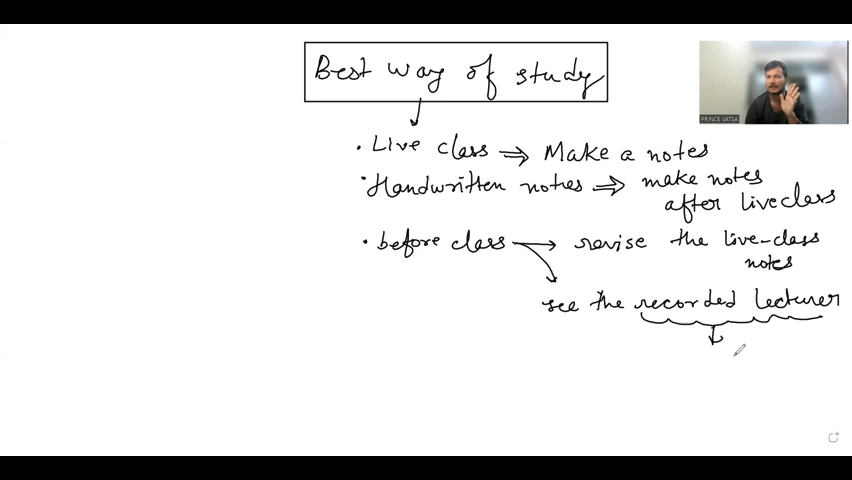 Best way of study
PRINCE VATSA
• Live class ⇒ Make a notes
• Handwritten notes ⇒ make notes
after liveclass
• before class → revise the live-class
notes
see the recorded lecturer